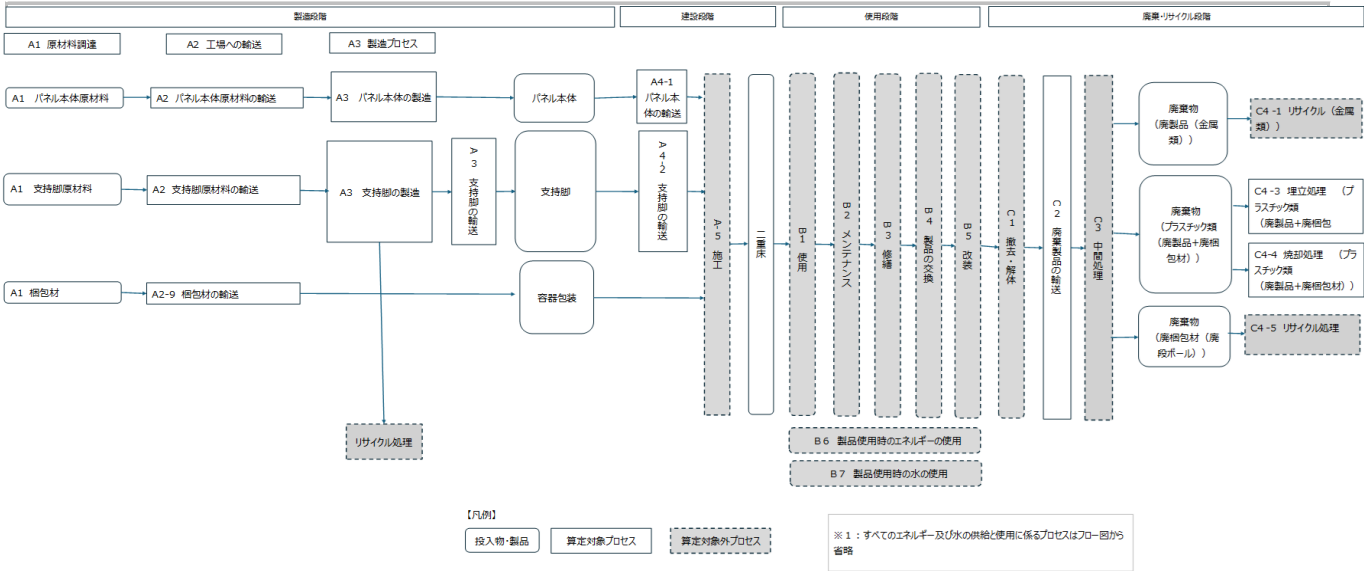 製造段階
建設段階
使用段階
廃棄・リサイクル段階
A1 原材料調達
A2 工場への輸送
A3 製造プロセス
A1 パネル本体原材料
A2 パネル本体原材料の輸送
A3 パネル本体の製造
パネル本体
A4-1
パネル本
体の輸送
A1 支持脚原材料
A2 支持脚原材料の輸送
A3 支持脚の製造
A3 支持脚の輸送
支持脚
A4-2 支持脚の輸送
A1 梱包材
A2-9 梱包材の輸送
容器包装
リサイクル処理
A-5 施工
二重床
B1 使用
B2 メンテナンス
B3 修繕
B4 製品の交換
B5 改装
B6 製品使用時のエネルギーの使用
B7 製品使用時の水の使用
C1 撤去・解体
C2 廃棄製品の輸送
C3 中間処理
廃棄物
(廃製品(金属
類))
C4-1 リサイクル(金属
類))
廃棄物
(プラスチック類
(廃製品+廃梱
包材))
C4-3 埋立処理 (プ
ラスチック類
(廃製品+廃梱包
C4-4 焼却処理 (プラ
スチック類
(廃製品+廃梱包材))
廃棄物
(廃梱包材(廃
段ボール))
C4-5 リサイクル処理
【凡例】
投入物・製品
算定対象プロセス
算定対象外プロセス
※1:すべてのエネルギー及び水の供給と使用に係るプロセスはフロー図から
省略